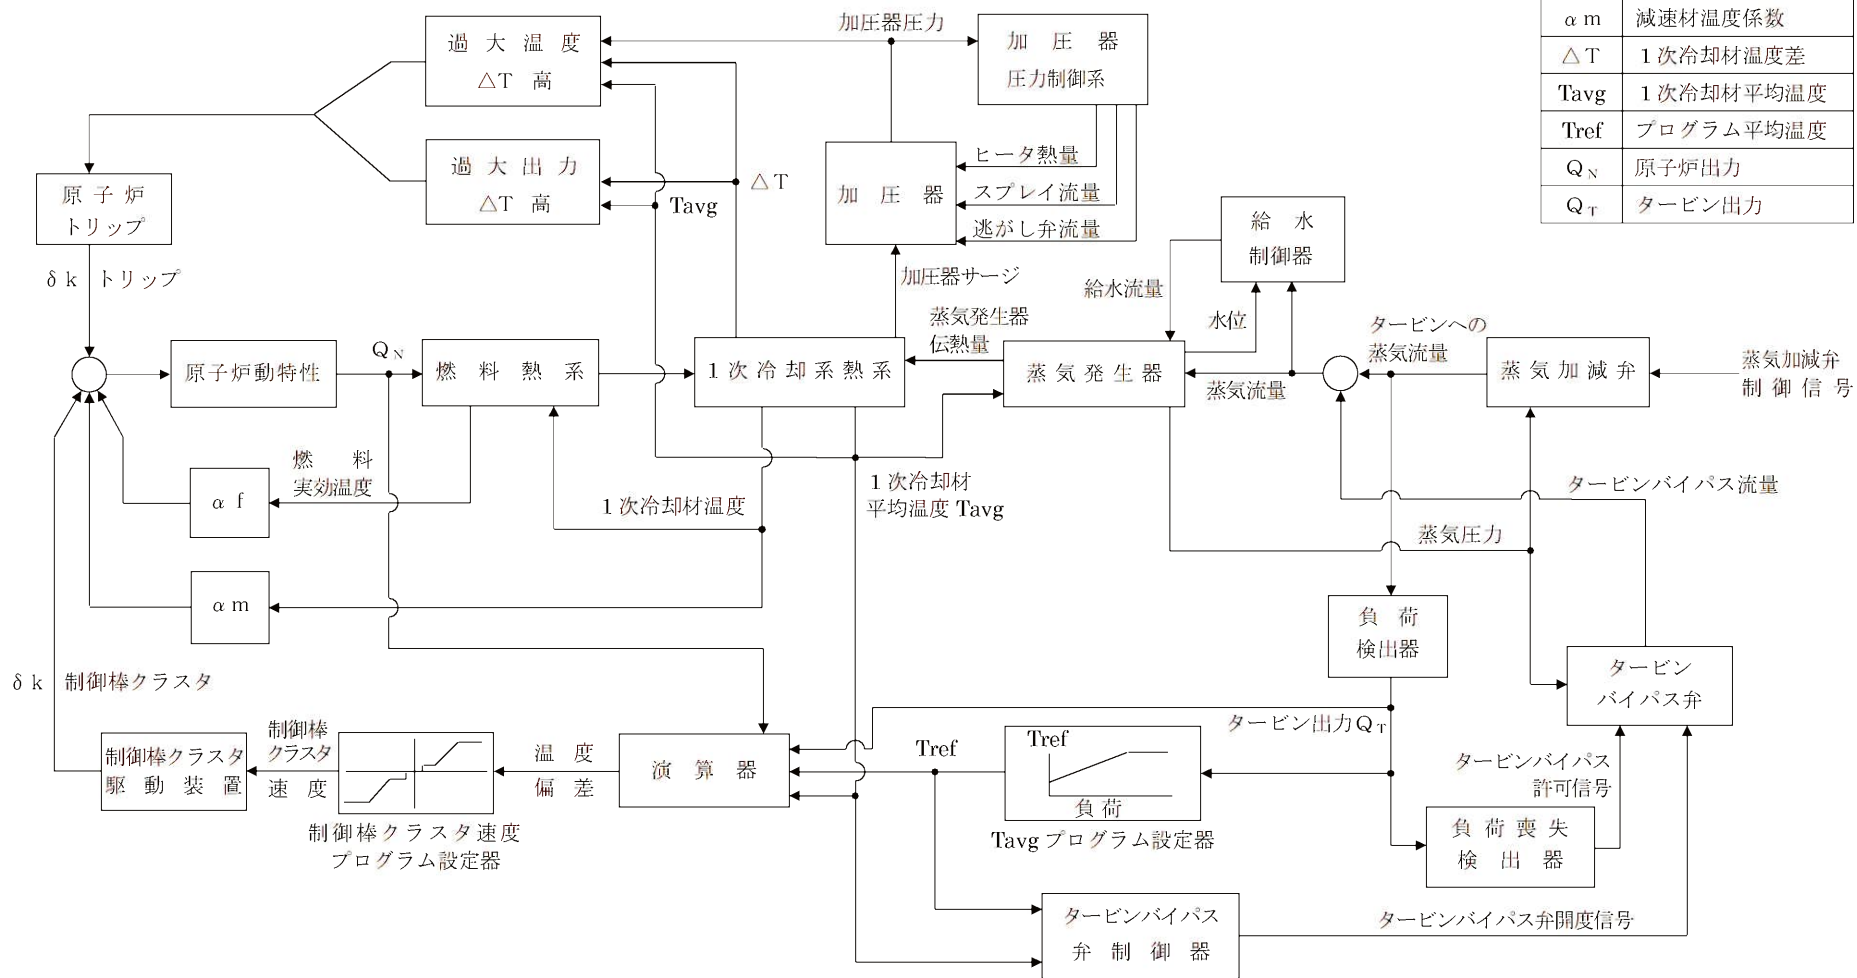 加圧器圧力
過大温度
△T 高
加圧器
圧力制御系
αm 減速材温度係数
△T 1次冷却材温度差
Tavg 1次冷却材平均温度
Tref プログラム平均温度
QN 原子炉出力
QT タービン出力
過大出力
△T 高
△T
Tavg
加圧器
ヒータ熱量
スプレイ流量
逃がし弁流量
原子炉
トリップ
δk トリップ
加圧器サージ
給水
制御器
給水流量
水位
蒸気発生器
伝熱量
タービンへの
蒸気流量
蒸気加減弁
制御信号
QN
原子炉動特性
燃料熱系
1次冷却系熱系
蒸気発生器
蒸気流量
蒸気加減弁
燃料
実効温度
αf
1次冷却材温度
1次冷却材
平均温度 Tavg
タービンバイパス流量
蒸気圧力
αm
負荷
検出器
δk 制御棒クラスタ
タービン
バイパス弁
タービン出力QT
制御棒クラスタ
駆動装置
制御棒
クラスタ
速度
制御棒クラスタ速度
プログラム設定器
温度
偏差
演算器
Tref
Tref
負荷
Tavgプログラム設定器
タービンバイパス
許可信号
負荷喪失
検出器
タービンバイパス
弁制御器
タービンバイパス弁開度信号